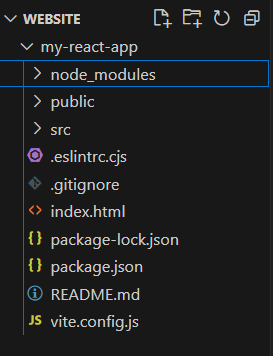 WEBSITE
my-react-app
node_modules
public
src
.eslintrc.cjs
.gitignore
index.html
package-lock.json
package.json
README.md
JS vite.config.js